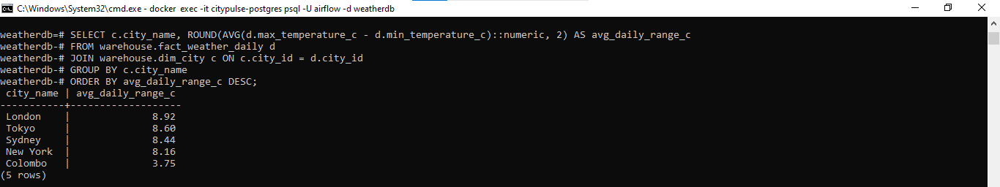 C:\Windows\System32\cmd.exe - docker  exec -it citypulse-postgres psql -U airflow -d weatherdb
weatherdb=# SELECT c.city_name, ROUND(AVG(d.max_temperature_c - d.min_temperature_c)::numeric, 2) AS avg_daily_range_c
weatherdb-# FROM warehouse.fact_weather_daily d
weatherdb-# JOIN warehouse.dim_city c ON c.city_id = d.city_id
weatherdb-# GROUP BY c.city_name
weatherdb-# ORDER BY avg_daily_range_c DESC;
 city_name | avg_daily_range_c
-----------+-------------------
 London    |              8.92
 Tokyo     |              8.60
 Sydney    |              8.44
 New York  |              8.16
 Colombo   |              3.75
(5 rows)